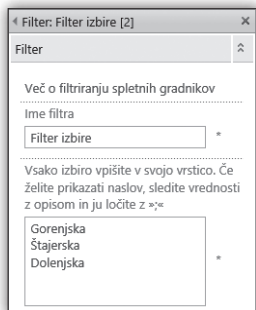 Filter: Filter izbire [2]
Filter
Več o filtriranju spletnih gradnikov
Ime filtra
Filter izbire *
Vsako izbiro vpišite v svojo vrstico. Če
želite prikazati naslov, sledite vrednosti
z opisom in ju ločite z »;«
Gorenjska
Štajerska
Dolenjska
*